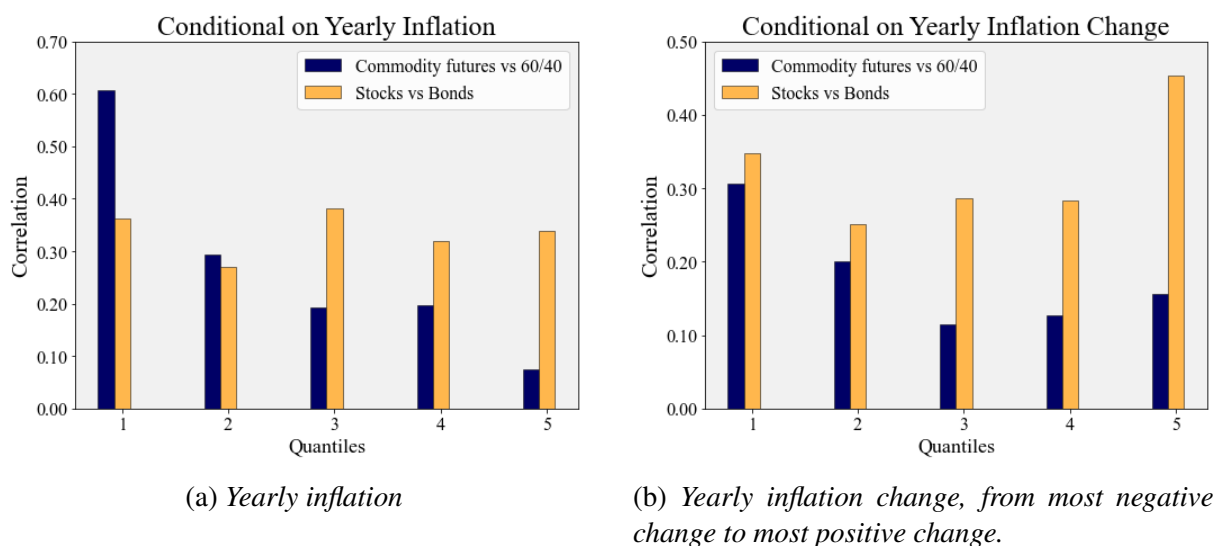 Conditional on Yearly Inflation
0.70
0.60
0.50
0.40
0.30
0.20
0.10
0.00
Correlation
Commodity futures vs 60/40
Stocks vs Bonds
1 2 3 4 5
Quantiles
(a) Yearly inflation
Conditional on Yearly Inflation Change
0.50
0.40
0.30
0.20
0.10
0.00
Correlation
Commodity futures vs 60/40
Stocks vs Bonds
1 2 3 4 5
Quantiles
(b) Yearly inflation change, from most negative
change to most positive change.